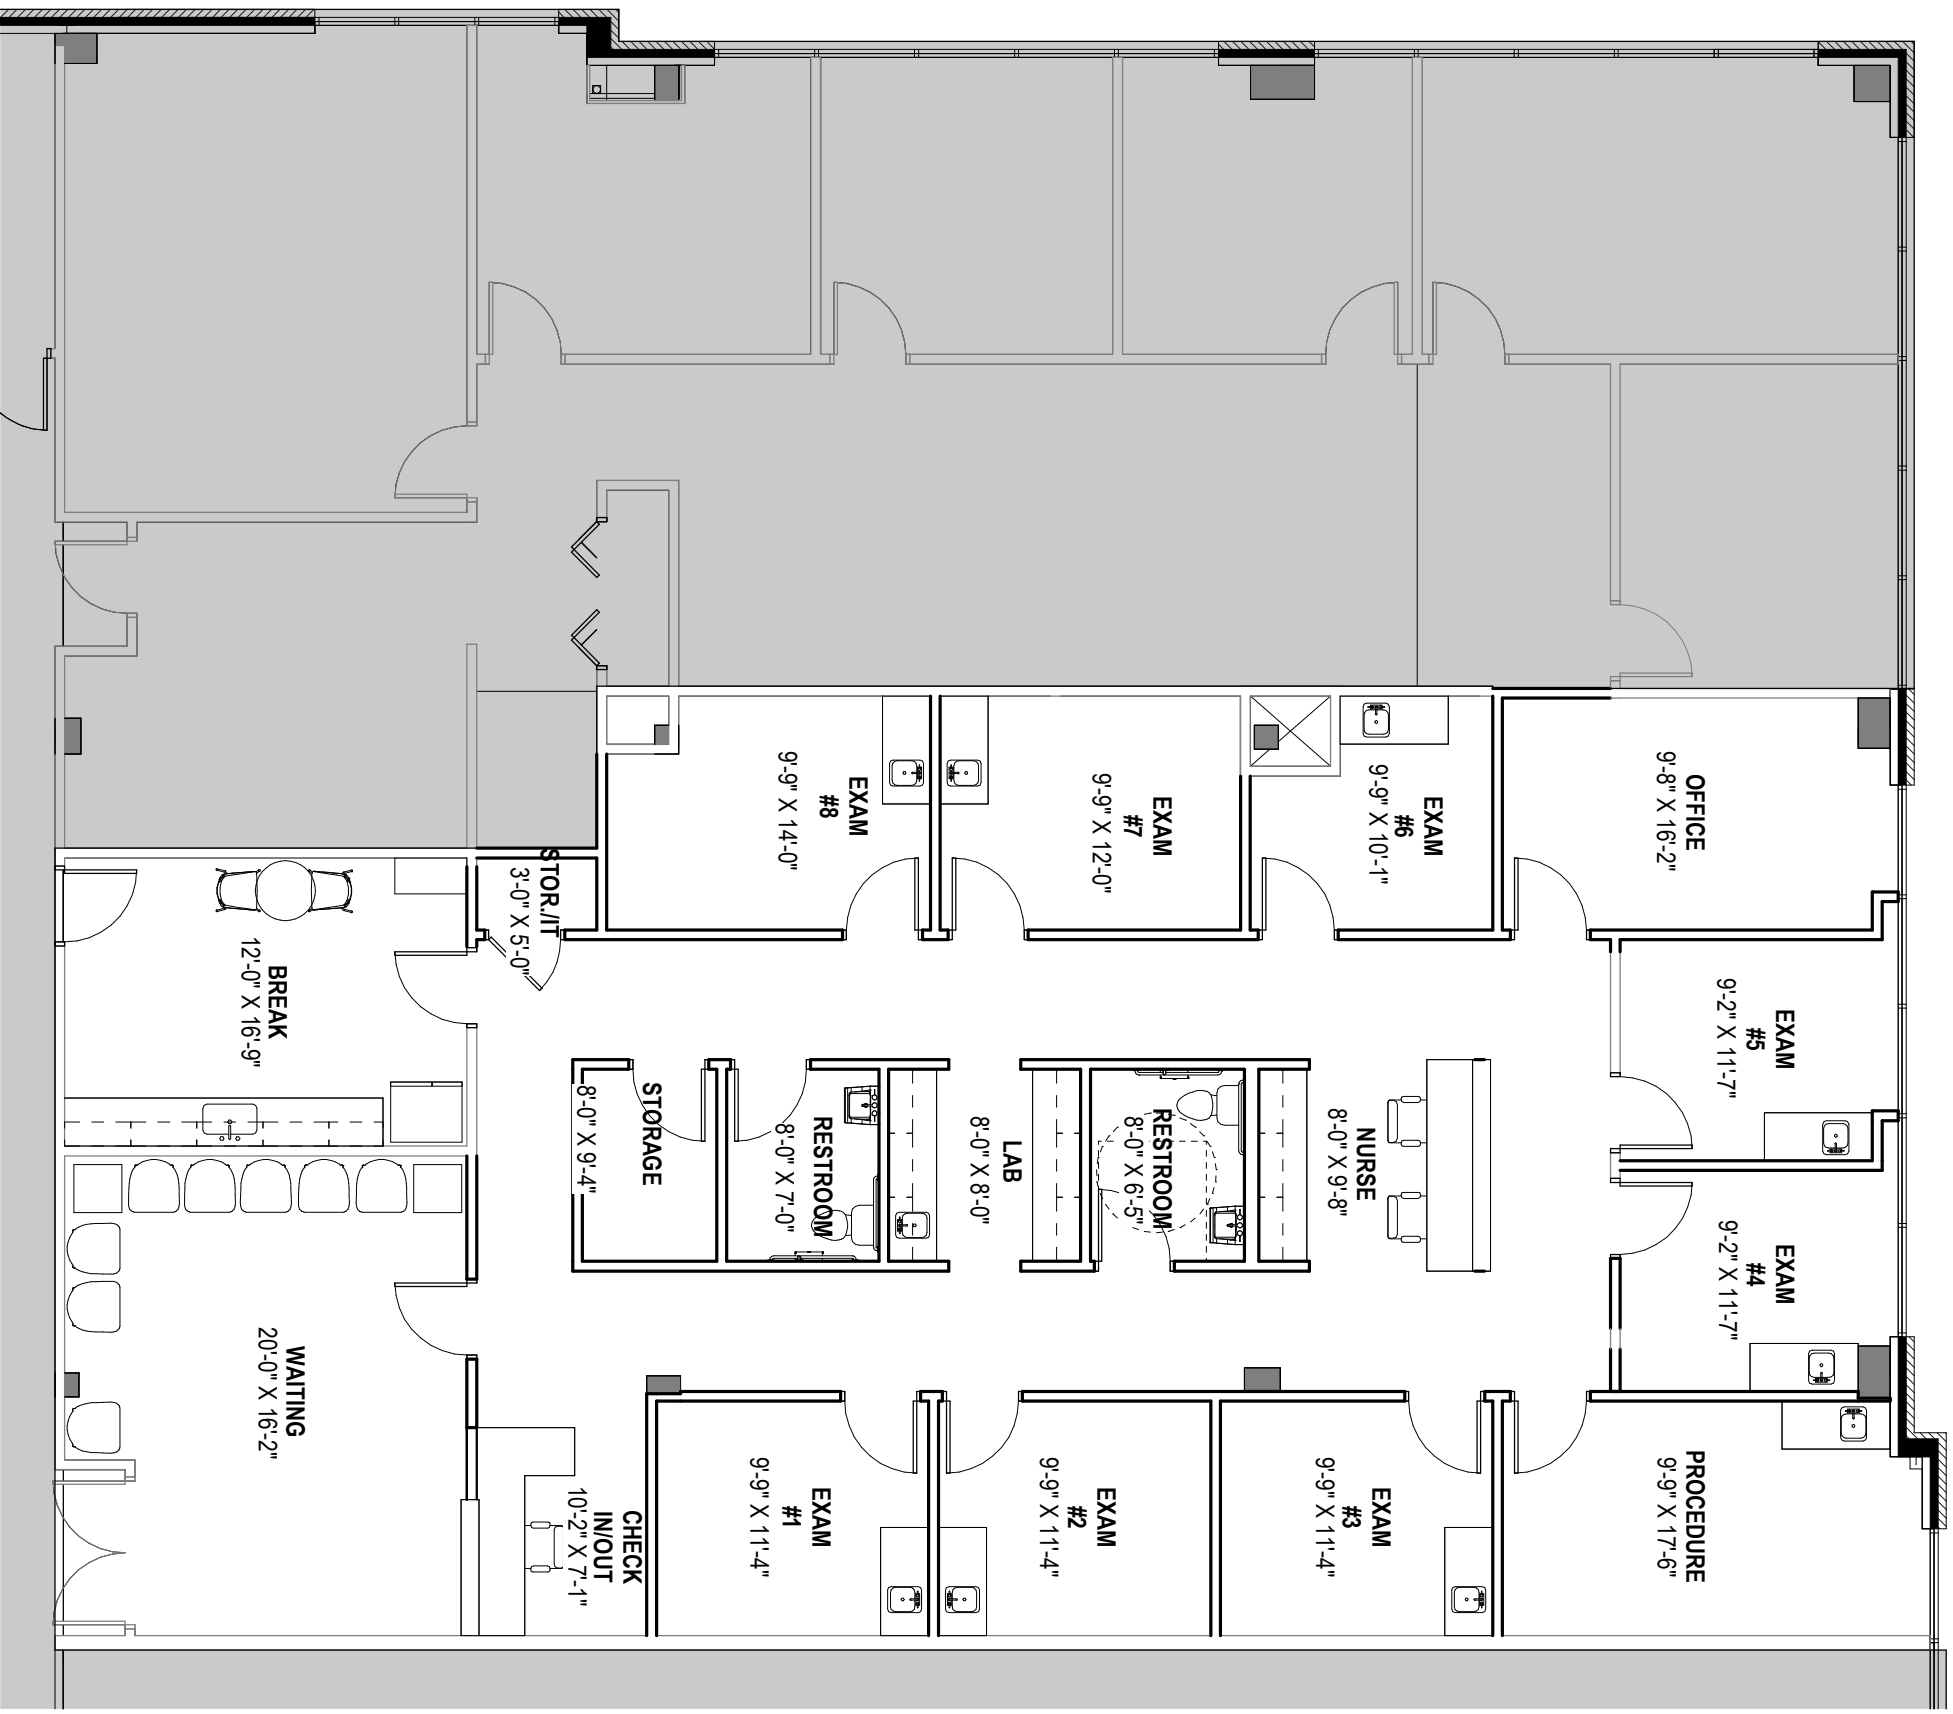 OFFICE
9'-8" X 16'-2"
EXAM
#6
9'-9" X 10'-1"
EXAM
#7
9'-9" X 12'-0"
EXAM
#8
9'-9" X 14'-0"
STOR./IT
3'-0" X 5'-0"
BREAK
12'-0" X 16'-9"
EXAM
#5
9'-2" X 11'-7"
EXAM
#4
9'-2" X 11'-7"
NURSE
8'-0" X 9'-8"
RESTROOM
8'-0" X 6'-5"
LAB
8'-0" X 8'-0"
RESTROOM
8'-0" X 7'-0"
STORAGE
8'-0" X 9'-4"
WAITING
20'-0" X 16'-2"
PROCEDURE
9'-9" X 17'-6"
EXAM
#3
9'-9" X 11'-4"
EXAM
#2
9'-9" X 11'-4"
EXAM
#1
9'-9" X 11'-4"
CHECK
IN/OUT
10'-2" X 7'-1"